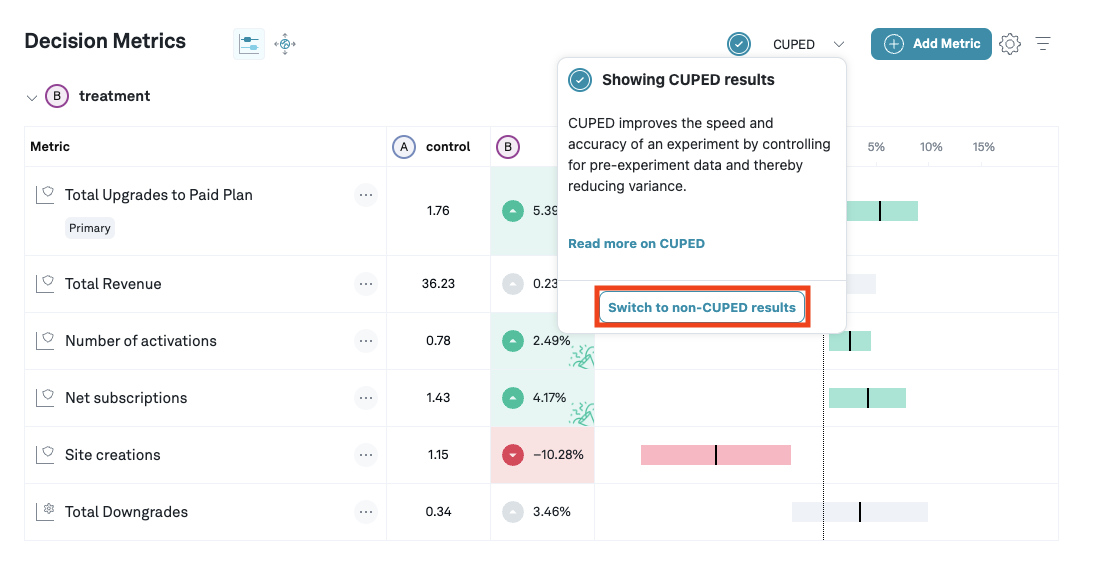 Decision Metrics
CUPED
Add Metric
Showing CUPED results
B treatment
CUPED improves the speed and
accuracy of an experiment by controlling
for pre-experiment data and thereby
reducing variance.
Read more on CUPED
Switch to non-CUPED results
Metric A control B 5% 10% 15%
Total Upgrades to Paid Plan 1.76 5.39
Primary
Total Revenue 36.23 0.23
Number of activations 0.78 2.49%
Net subscriptions 1.43 4.17%
Site creations 1.15 −10.28%
Total Downgrades 0.34 3.46%